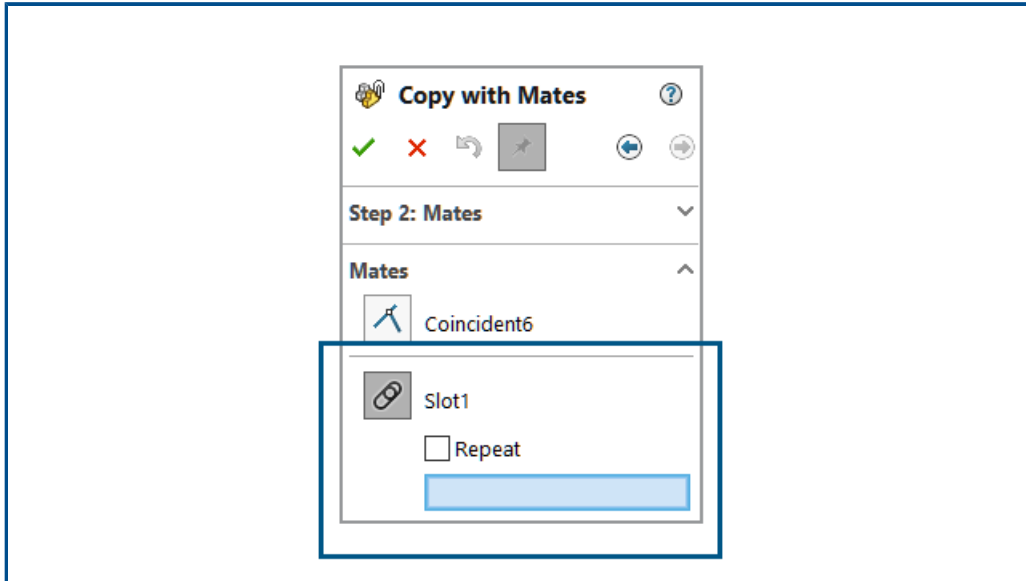 Copy with Mates
Step 2: Mates
Mates
Coincident6
Slot1
Repeat